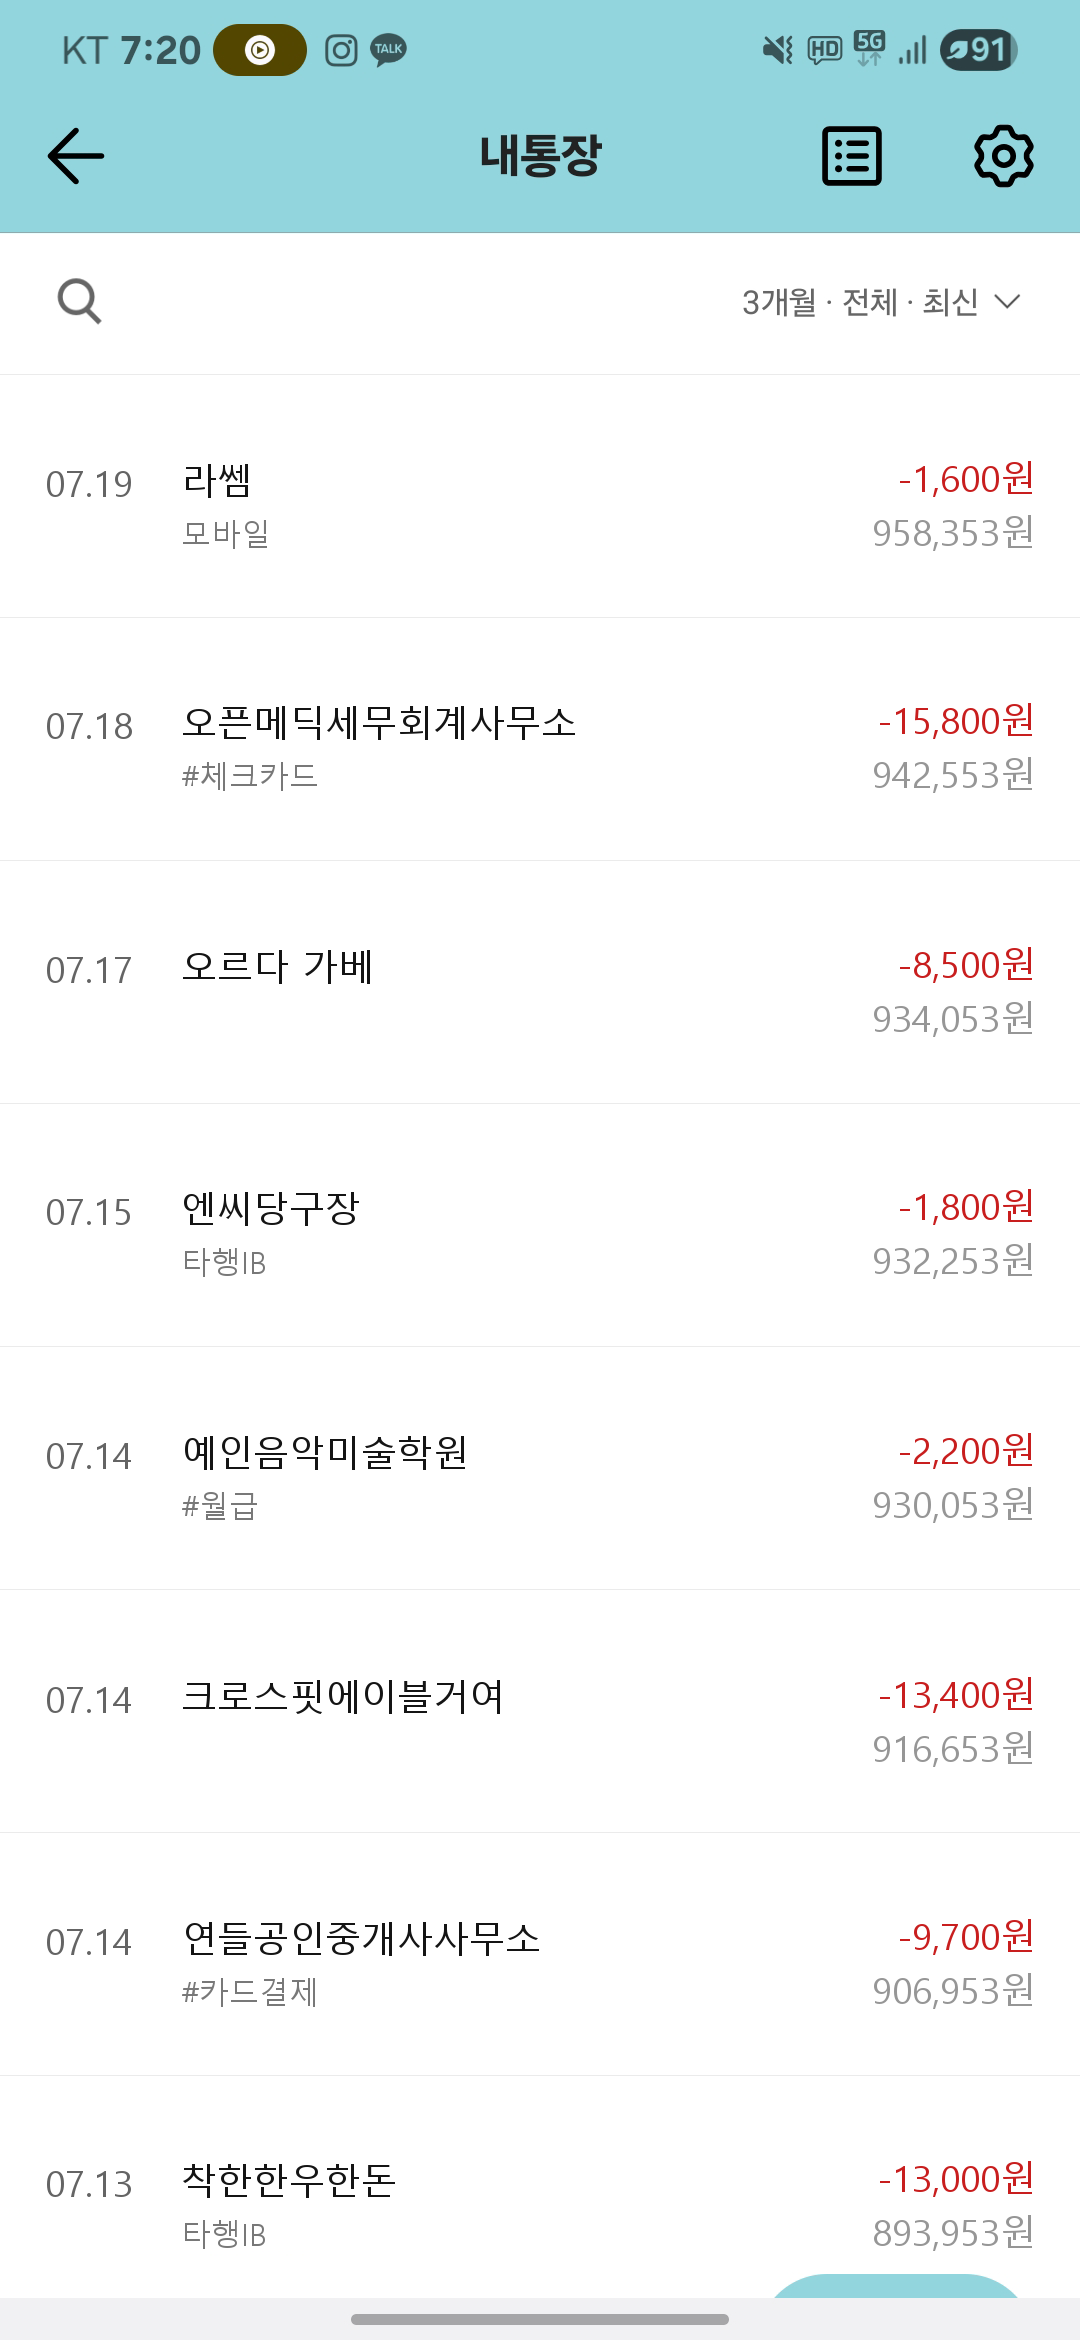 KT 7:20 TALK HD 5G 91
내통장
3개월 · 전체 · 최신
07.19 라쎔 -1,600원
모바일 958,353원
07.18 오픈메딕세무회계사무소 -15,800원
#체크카드 942,553원
07.17 오르다 가베 -8,500원
934,053원
07.15 엔씨당구장 -1,800원
타행IB 932,253원
07.14 예인음악미술학원 -2,200원
#월급 930,053원
07.14 크로스핏에이블거여 -13,400원
916,653원
07.14 연들공인중개사사무소 -9,700원
#카드결제 906,953원
07.13 착한한우한돈 -13,000원
타행IB 893,953원